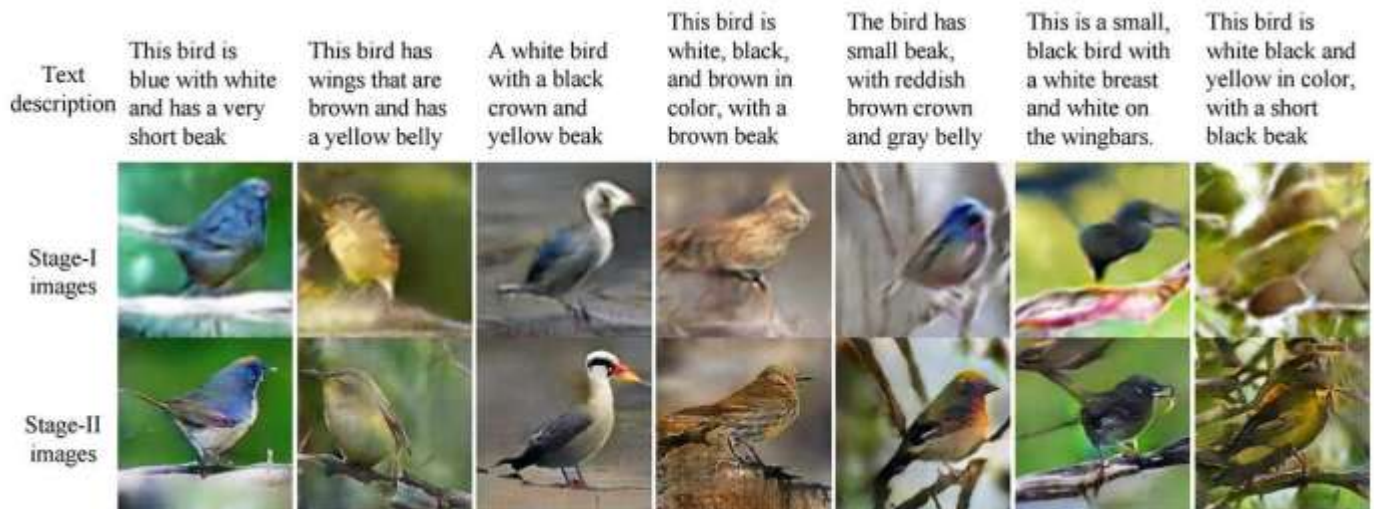 Text
description
This bird is
blue with white
and has a very
short beak
This bird has
wings that are
brown and has
a yellow belly
A white bird
with a black
crown and
yellow beak
This bird is
white, black,
and brown in
color, with a
brown beak
The bird has
small beak,
with reddish
brown crown
and gray belly
This is a small,
black bird with
a white breast
and white on
the wingbars.
This bird is
white black and
yellow in color,
with a short
black beak
Stage-I
images
Stage-II
images